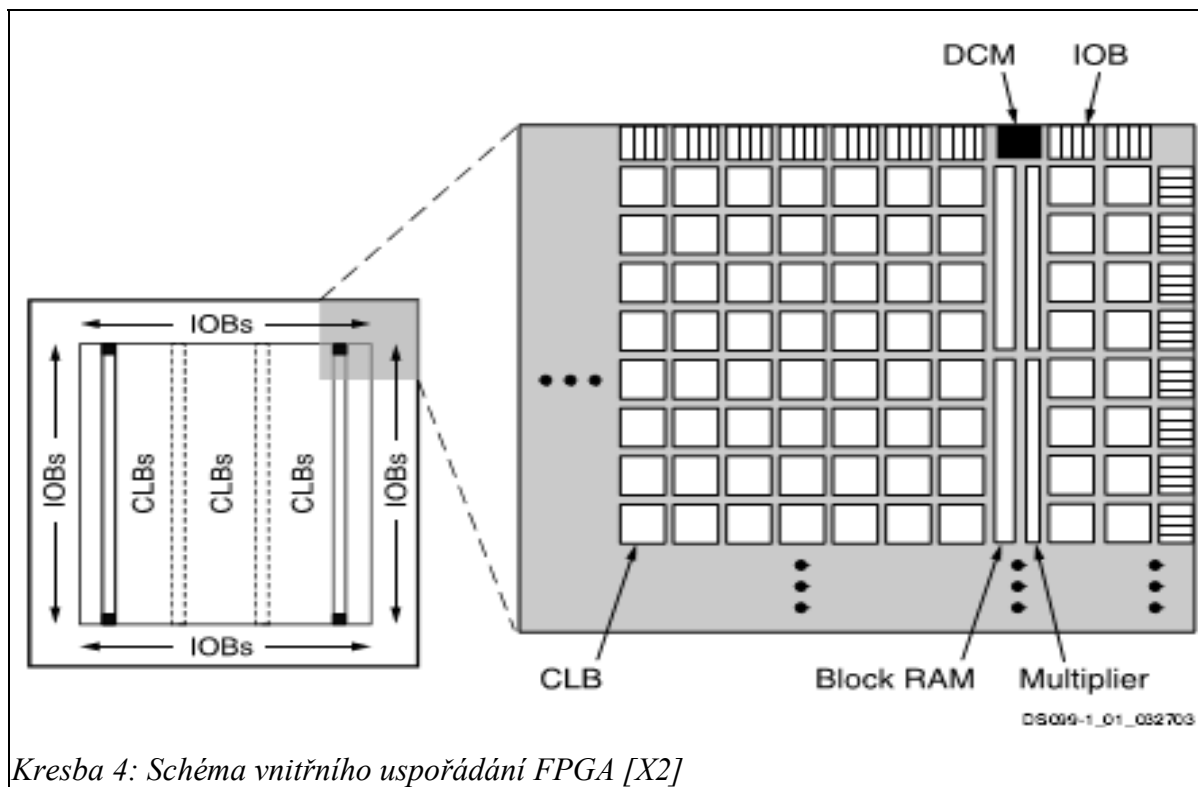 DCM IOB
IOBs
IOBs
CLBs
CLBs
CLBs
IOBs
IOBs
CLB
Block RAM
Multiplier
DS099-1_01_032703
Kresba 4: Schéma vnitřního uspořádání FPGA [X2]